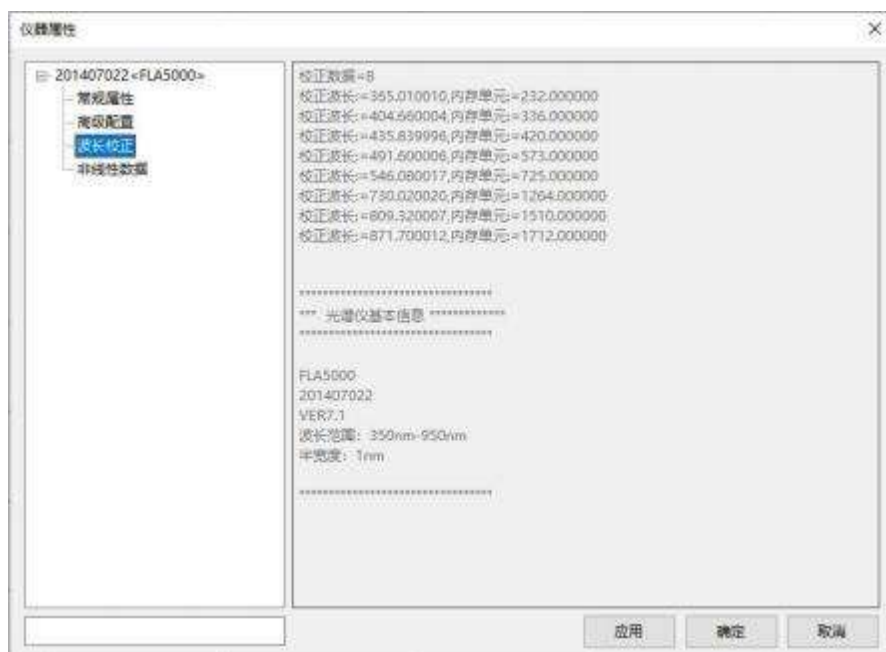 仪器属性
201407022<FLA5000>
常规属性
高级配置
波长校正
非线性数据
校正数据=8
校正波长:=365.010010,内存单元:=232.000000
校正波长:=404.660004,内存单元:=336.000000
校正波长:=435.839996,内存单元:=420.000000
校正波长:=491.600006,内存单元:=573.000000
校正波长:=546.080017,内存单元:=725.000000
校正波长:=730.020020,内存单元:=1264.000000
校正波长:=809.320007,内存单元:=1510.000000
校正波长:=871.700012,内存单元:=1712.000000
*********************************
*** 光谱仪基本信息 *************
*********************************
FLA5000
201407022
VER7.1
波长范围：350nm-950nm
半宽度：1nm
*********************************
应用
确定
取消